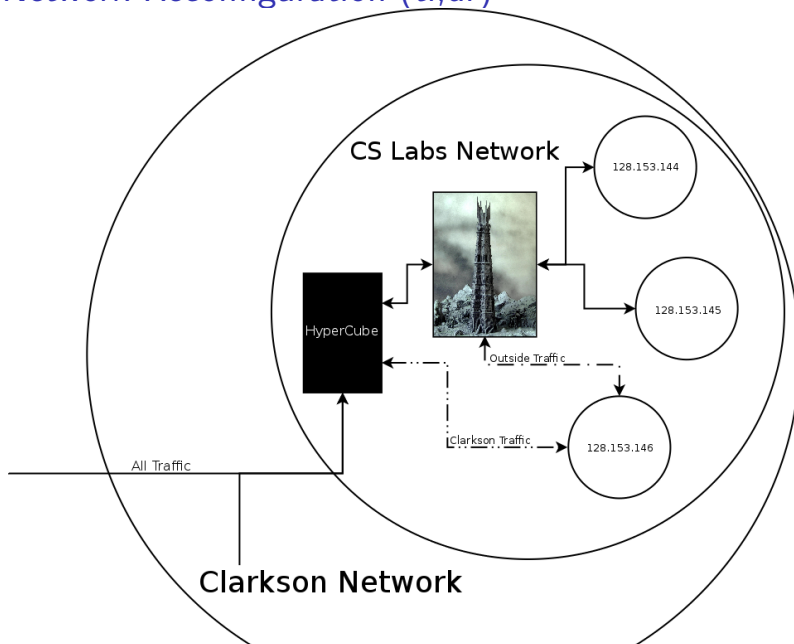 CS Labs Network
128.153.144
HyperCube
128.153.145
Outside Traffic
Clarkson Traffic
128.153.146
All Traffic
Clarkson Network